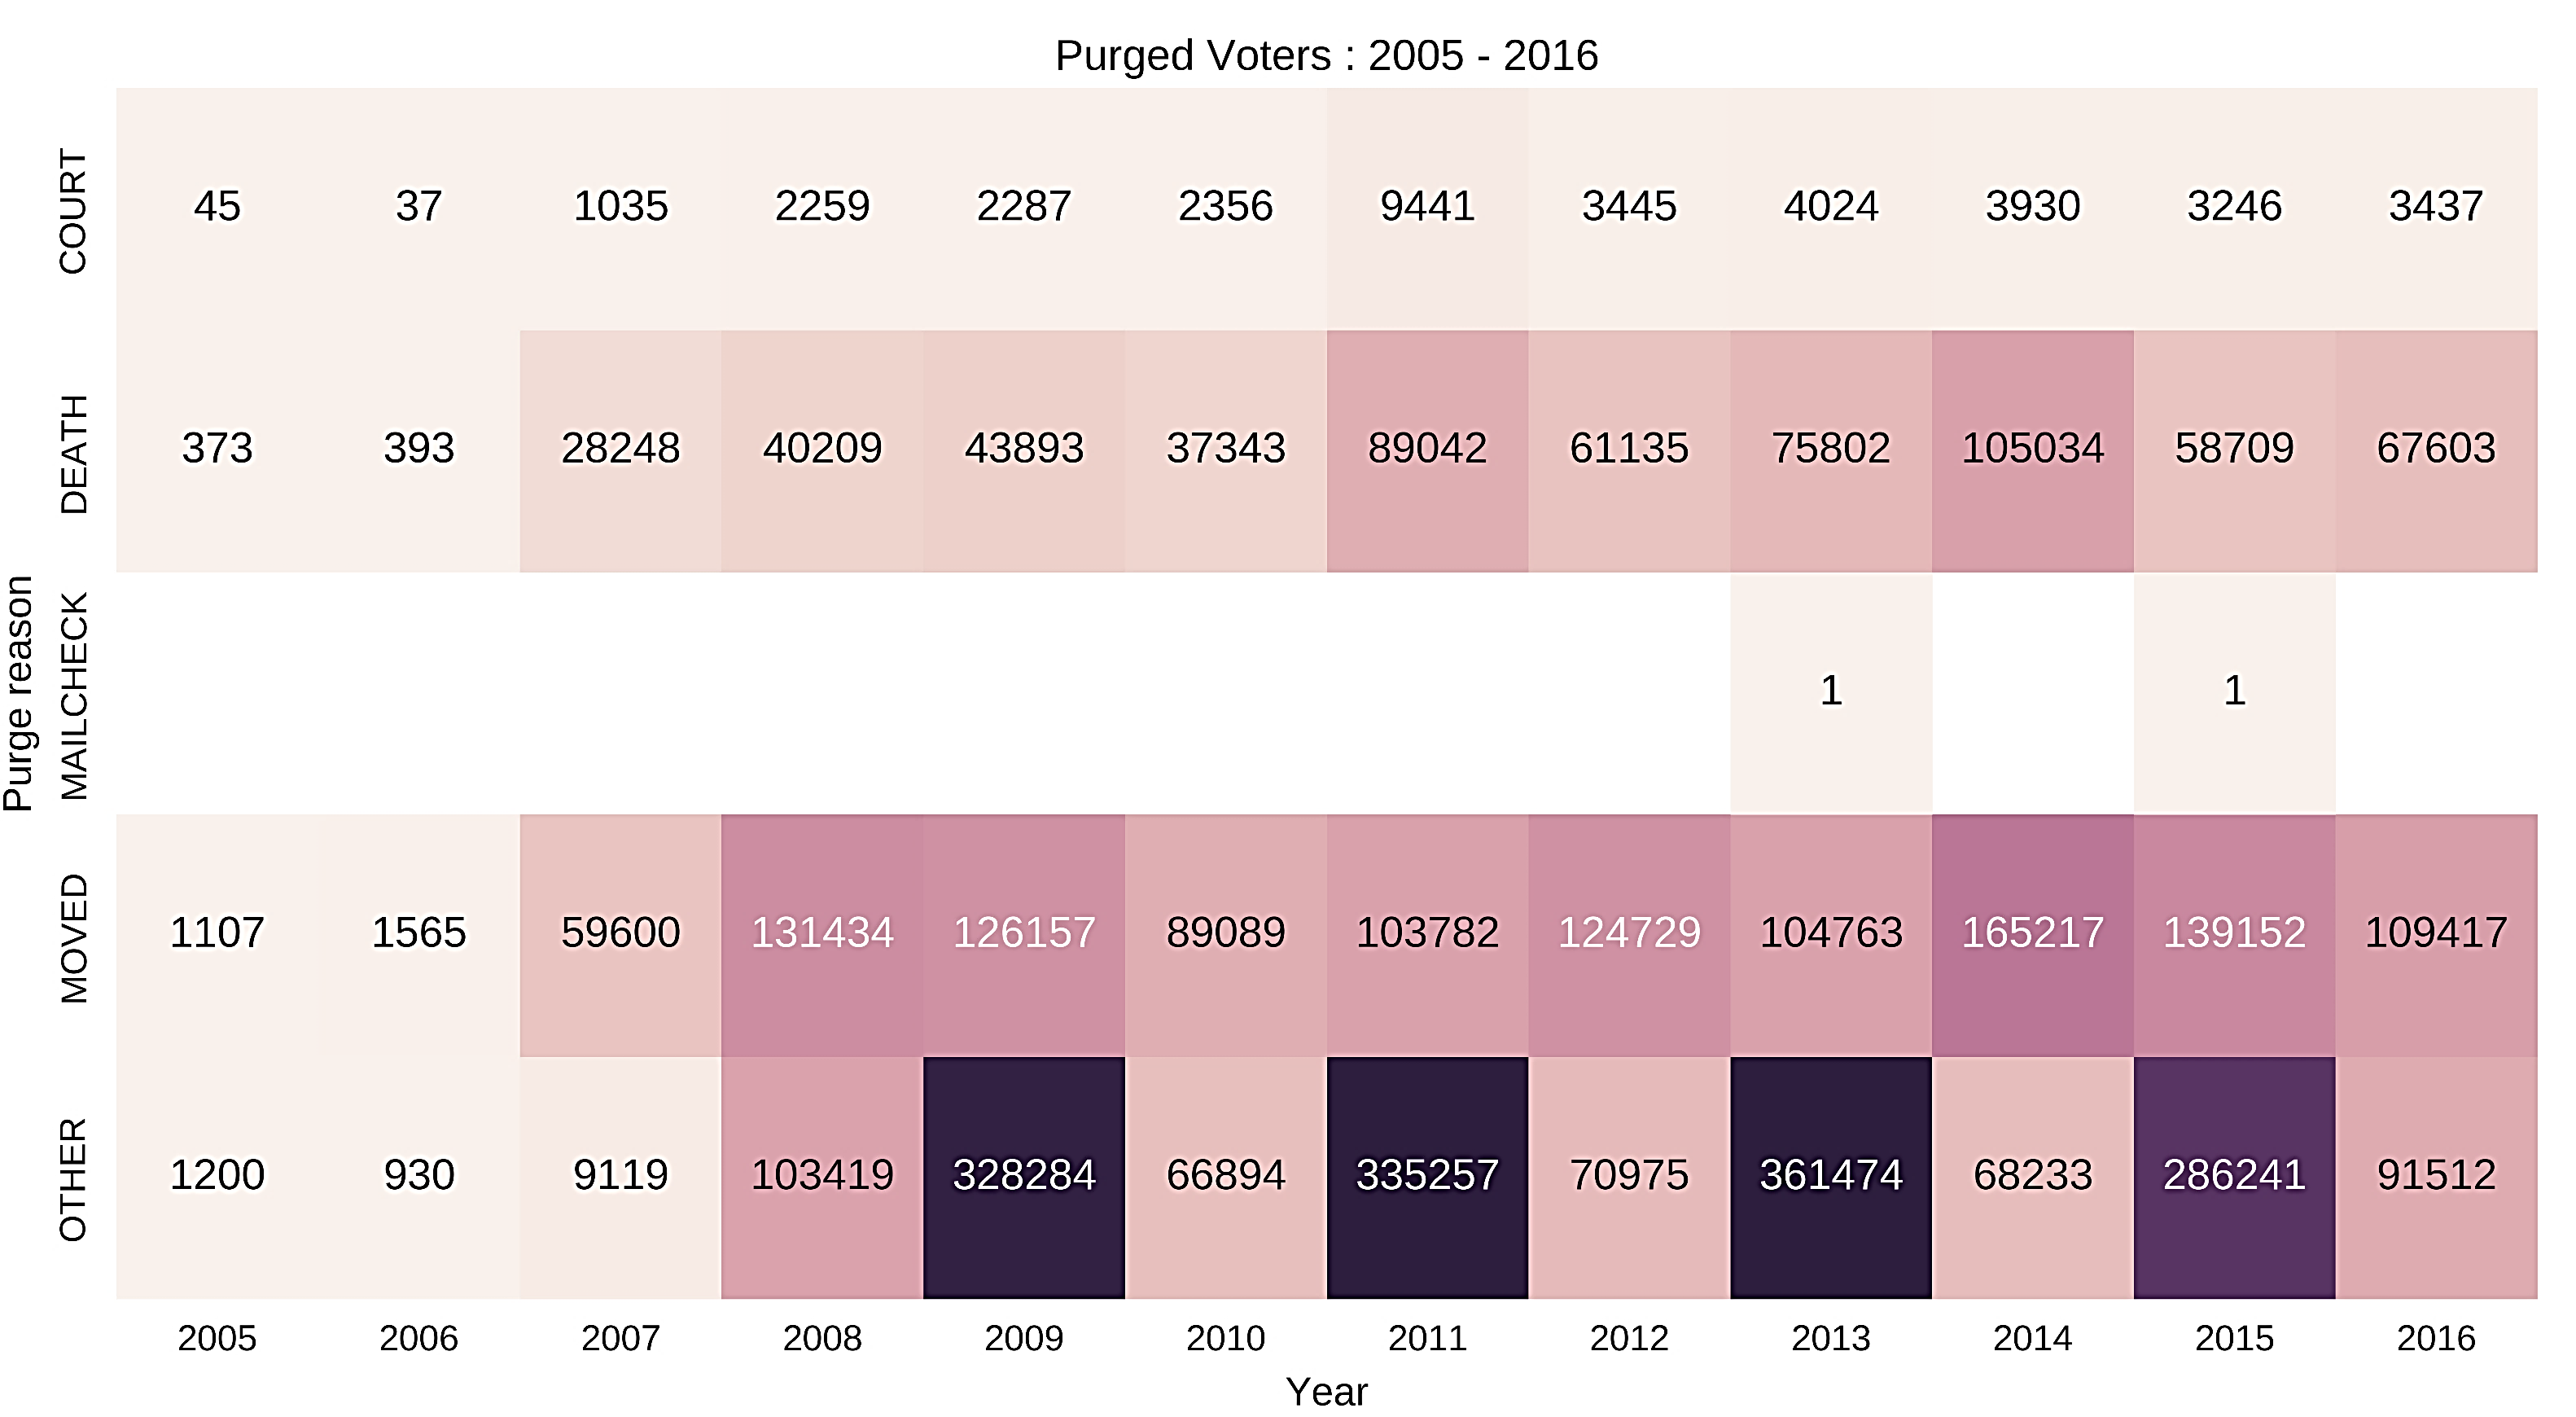 Purged Voters : 2005 - 2016
Purge reason
COURT
45 37 1035 2259 2287 2356 9441 3445 4024 3930 3246 3437
DEATH
373 393 28248 40209 43893 37343 89042 61135 75802 105034 58709 67603
MAILCHECK
1 1
MOVED
1107 1565 59600 131434 126157 89089 103782 124729 104763 165217 139152 109417
OTHER
1200 930 9119 103419 328284 66894 335257 70975 361474 68233 286241 91512
2005 2006 2007 2008 2009 2010 2011 2012 2013 2014 2015 2016
Year